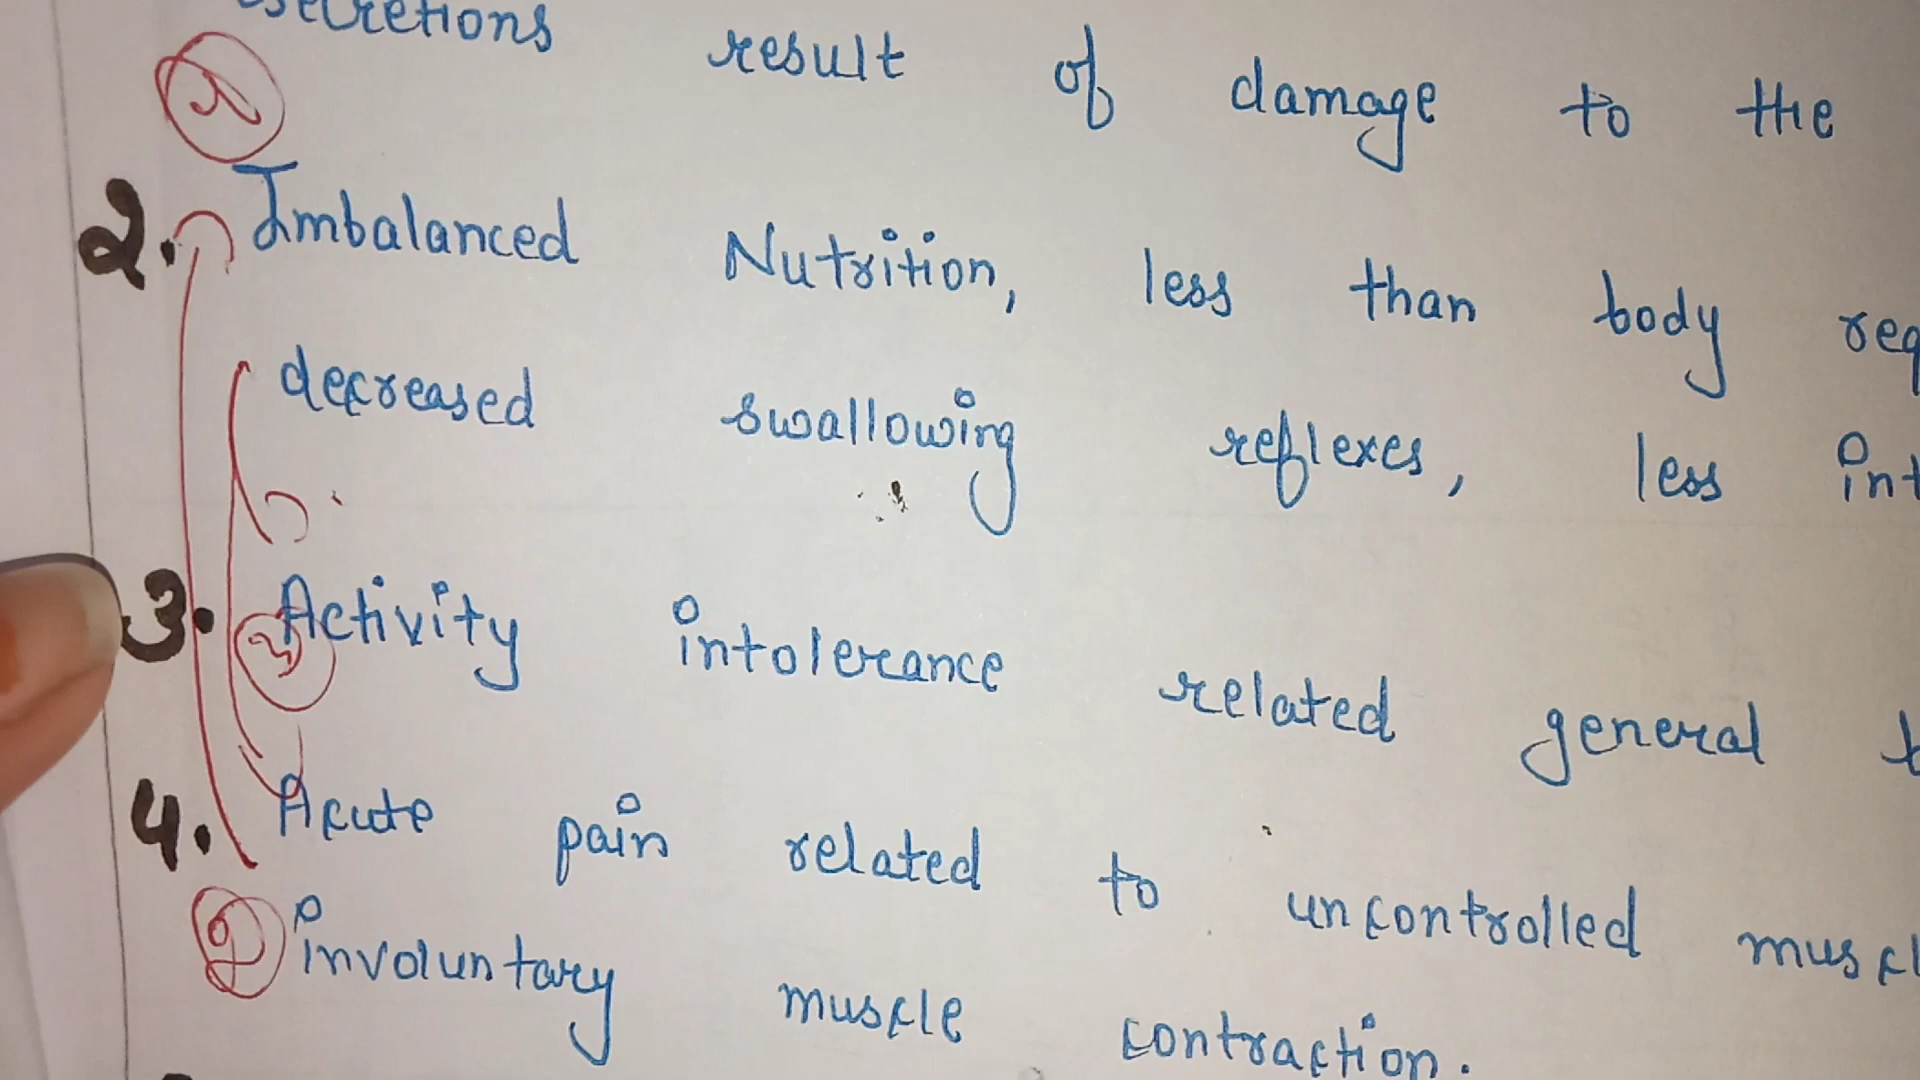 secretions result of damage to the
2. Imbalanced Nutrition, less than body req
decreased swallowing reflexes, less int
3. Activity intolerance related general
4. Acute pain related to uncontrolled muscl
involuntary muscle contraction.